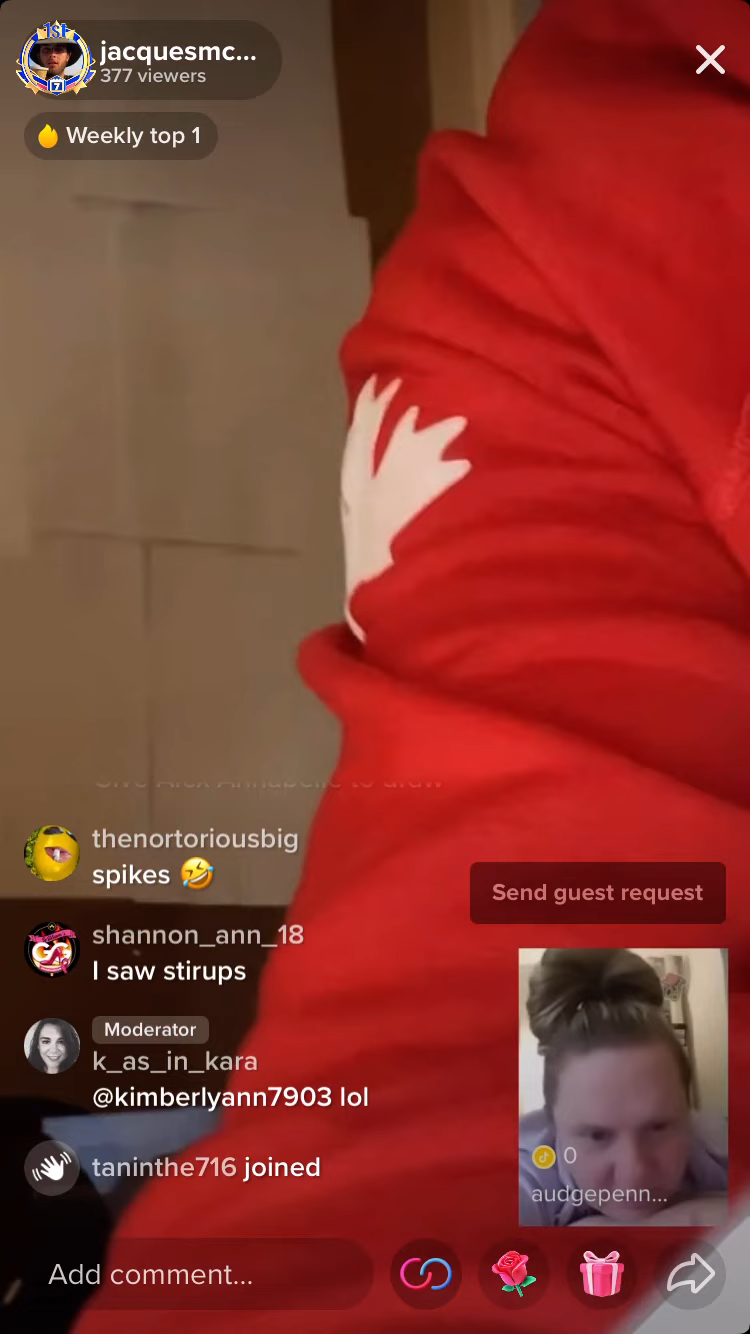 1st
jacquesmc...
377 viewers
7
Weekly top 1
thenortoriousbig
spikes 🤣
shannon_ann_18
I saw stirups
Moderator
k_as_in_kara
@kimberlyann7903 lol
taninthe716 joined
Send guest request
0
audgepenn...
Add comment...